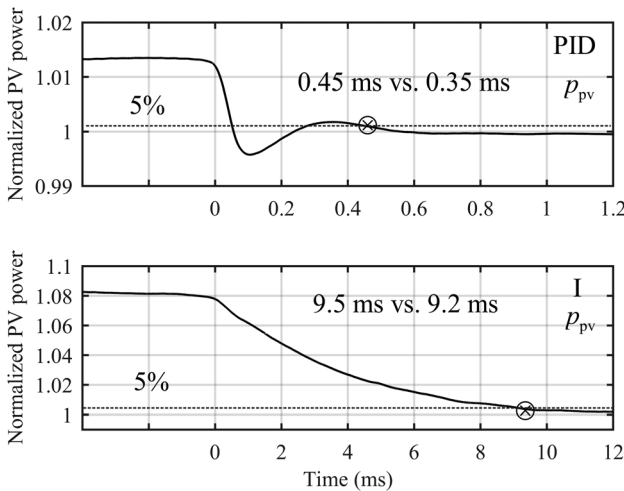 Normalized PV power
1.02
1.01
1
0.99
PID
p_pv
0.45 ms vs. 0.35 ms
5%
0 0.2 0.4 0.6 0.8 1 1.2
Normalized PV power
1.1
1.08
1.06
1.04
1.02
1
I
p_pv
9.5 ms vs. 9.2 ms
5%
0 2 4 6 8 10 12
Time (ms)